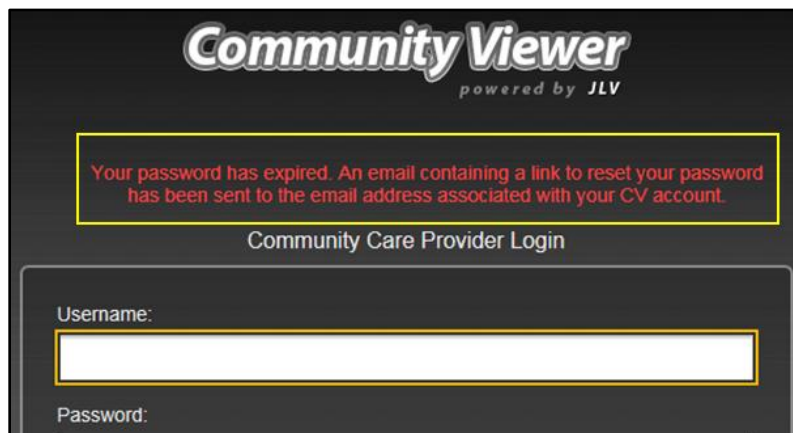 Community Viewer
powered by JLV
Your password has expired. An email containing a link to reset your password
has been sent to the email address associated with your CV account.
Community Care Provider Login
Username:
Password: